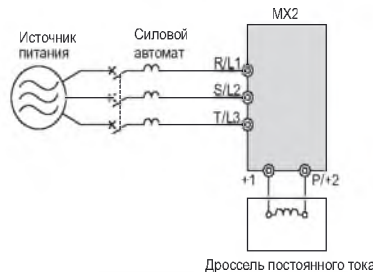 MX2
Источник
питания
Силовой
автомат
R/L1
S/L2
T/L3
+1
P/+2
Дроссель постоянного тока